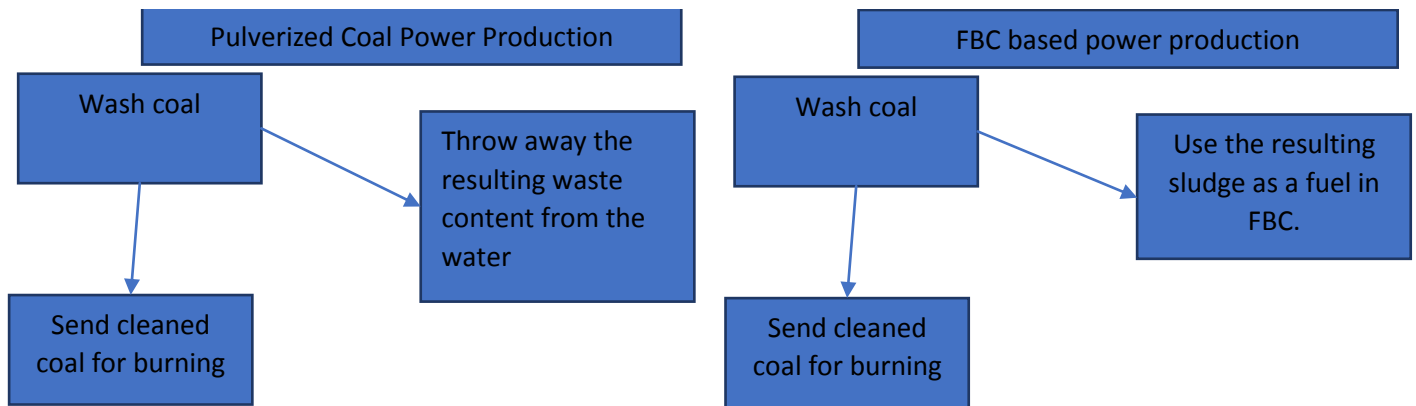 Pulverized Coal Power Production
Wash coal
Throw away the
resulting waste
content from the
water
Send cleaned
coal for burning
FBC based power production
Wash coal
Use the resulting
sludge as a fuel in
FBC.
Send cleaned
coal for burning